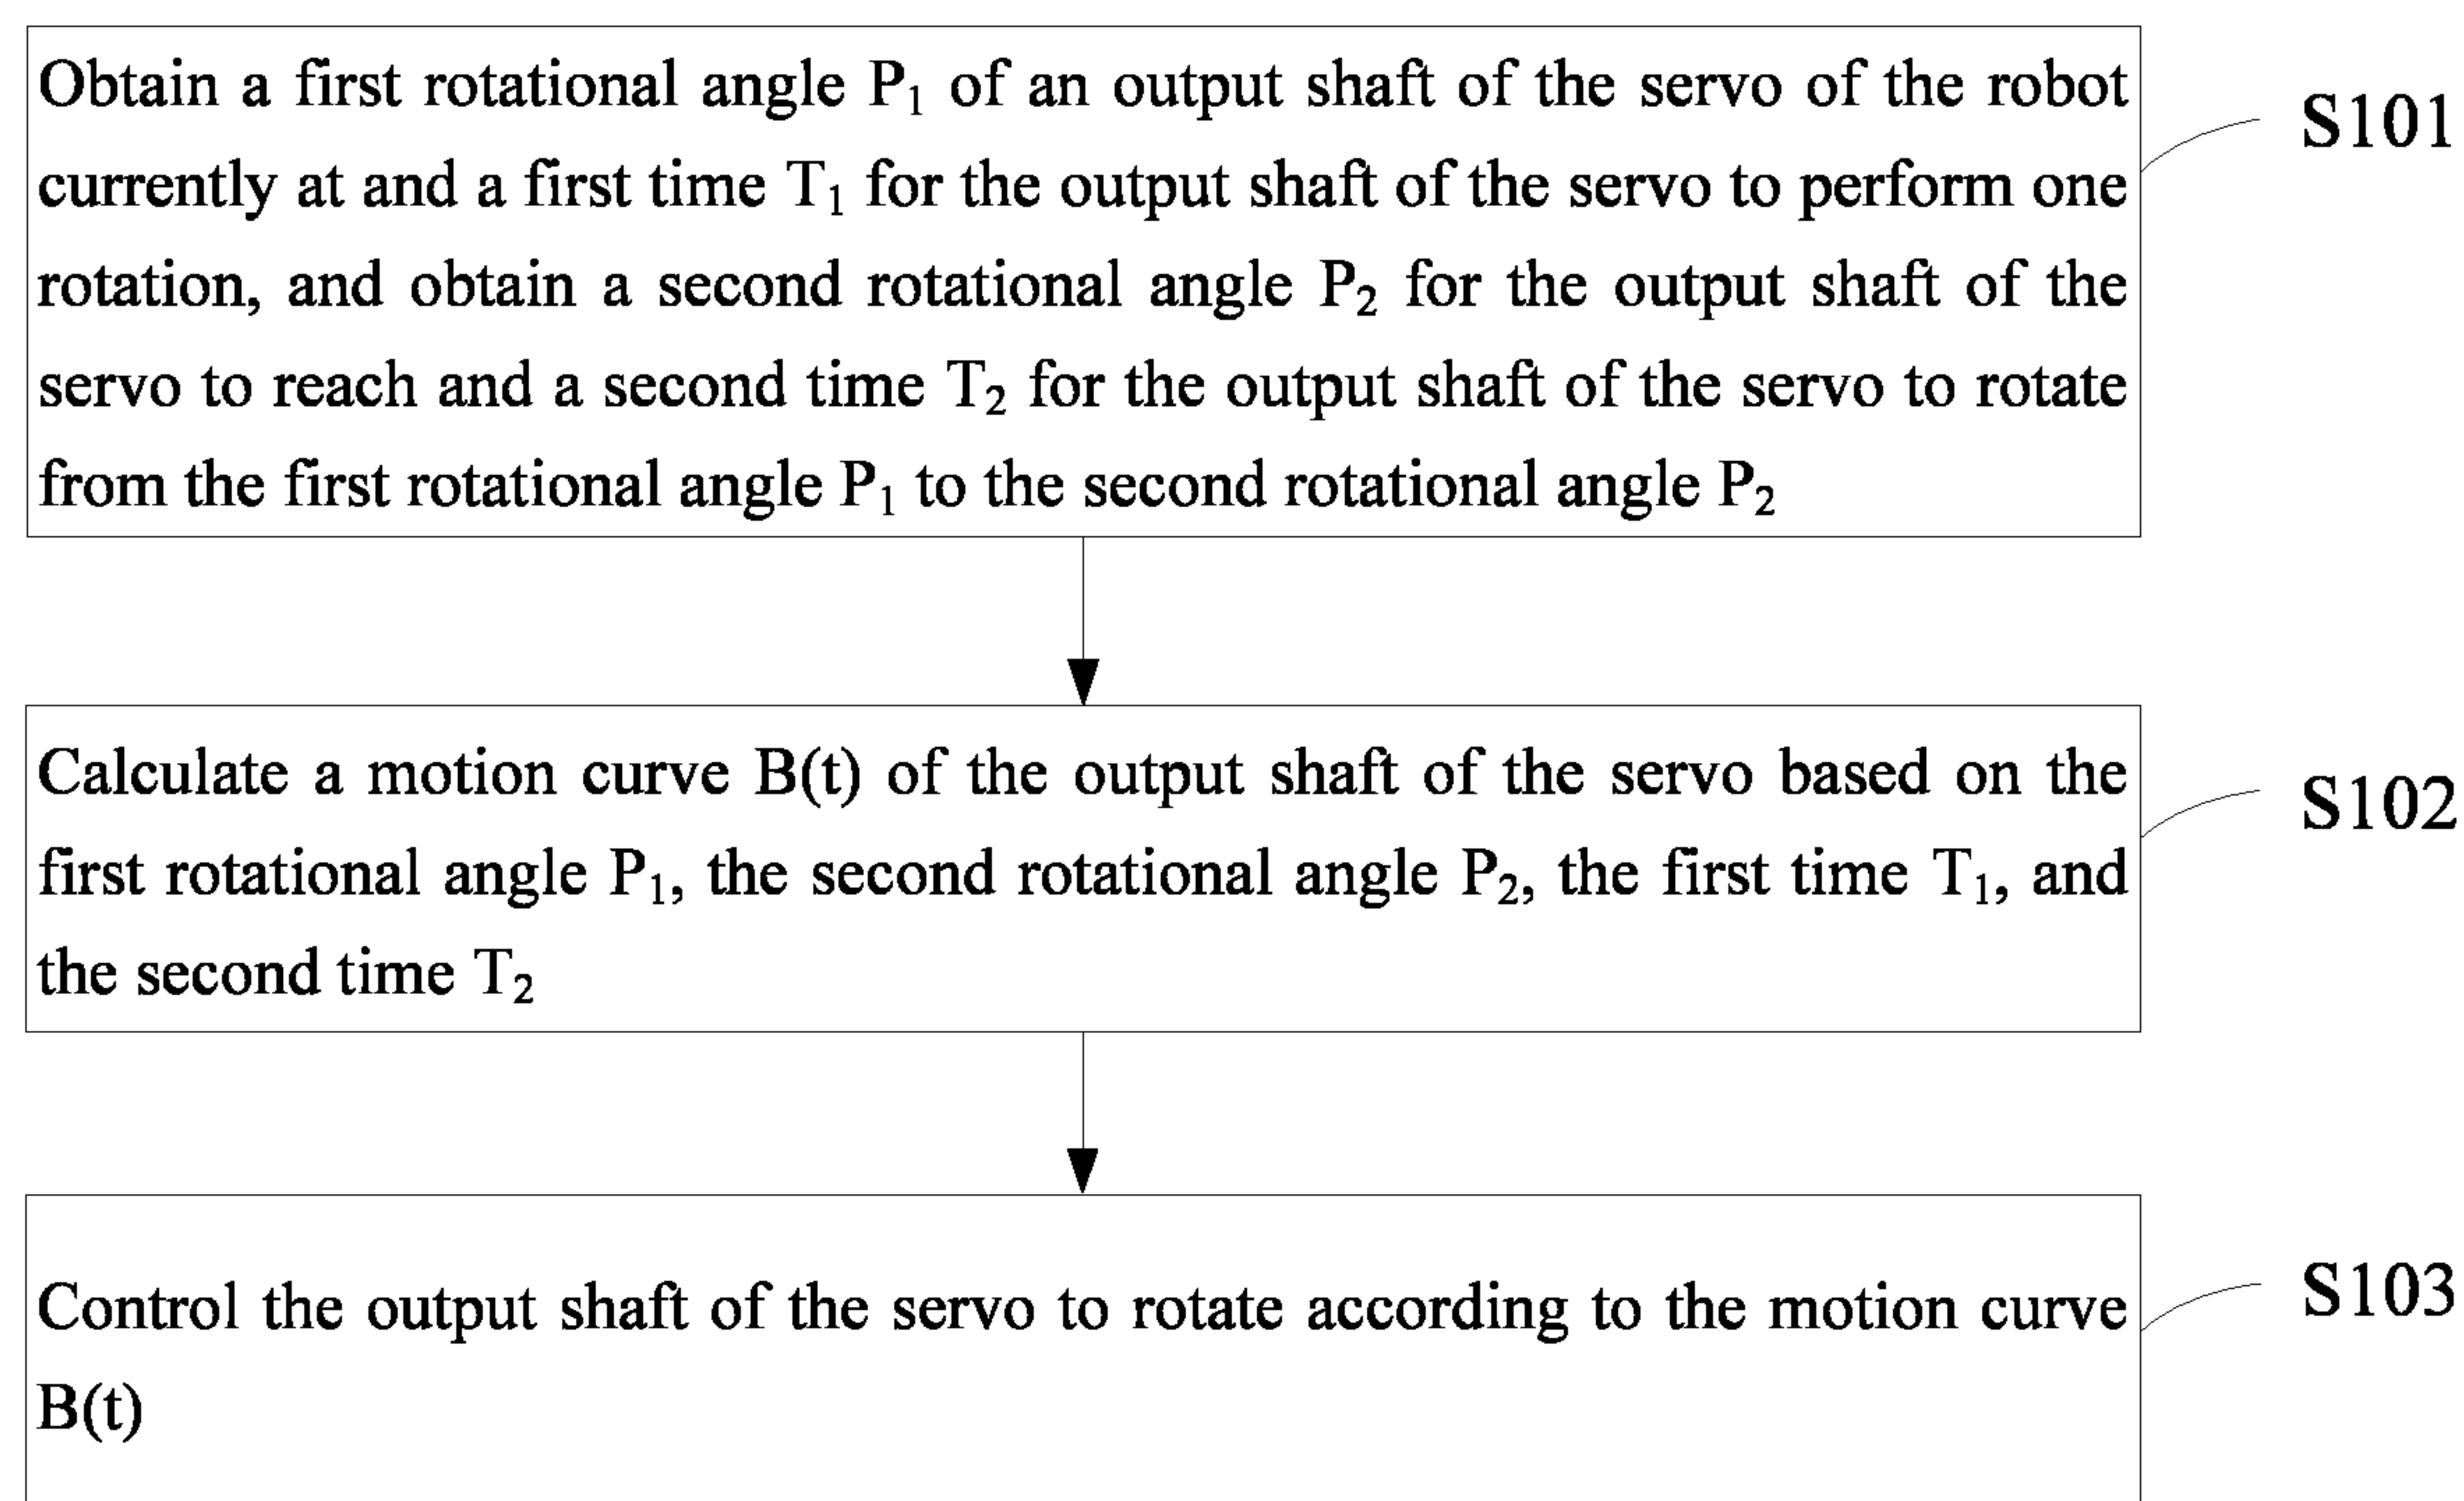 Obtain a first rotational angle P₁ of an output shaft of the servo of the robot
currently at and a first time T₁ for the output shaft of the servo to perform one
rotation, and obtain a second rotational angle P₂ for the output shaft of the
servo to reach and a second time T₂ for the output shaft of the servo to rotate
from the first rotational angle P₁ to the second rotational angle P₂
S101
Calculate a motion curve B(t) of the output shaft of the servo based on the
first rotational angle P₁, the second rotational angle P₂, the first time T₁, and
the second time T₂
S102
Control the output shaft of the servo to rotate according to the motion curve
B(t)
S103